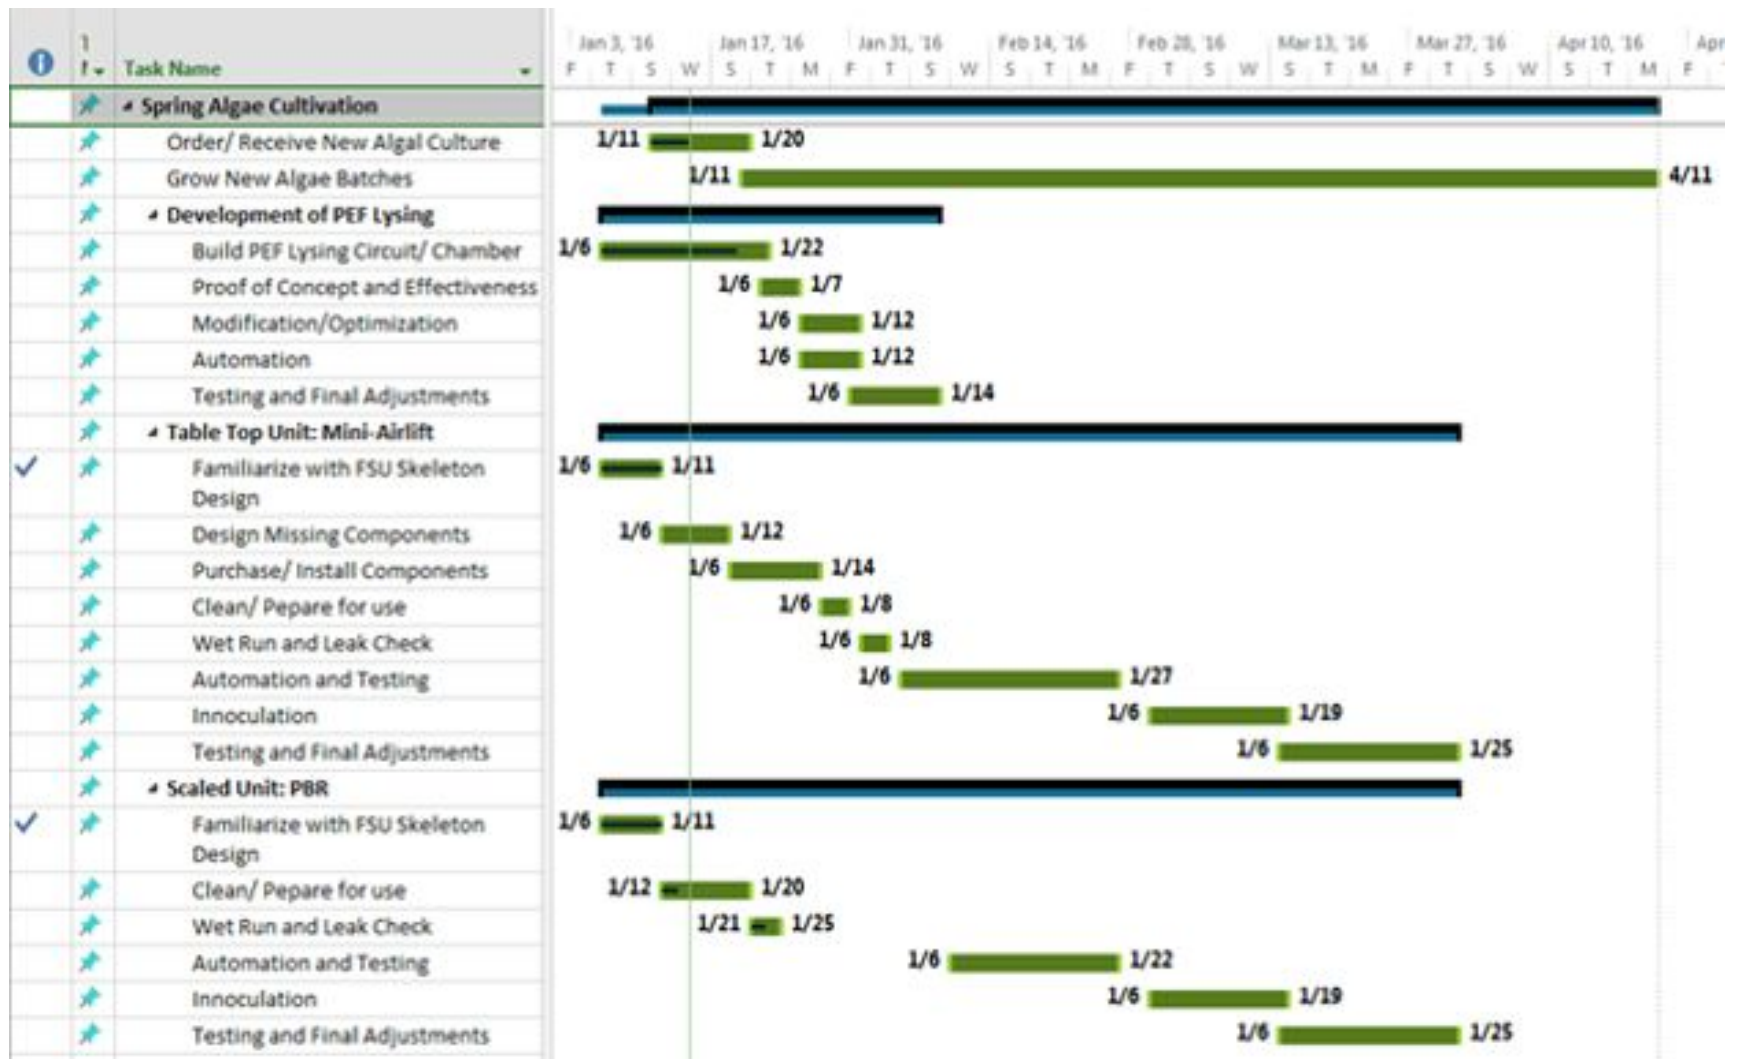 Jan 3, '16 Jan 17, '16 Jan 31, '16 Feb 14, '16 Feb 28, '16 Mar 13, '16 Mar 27, '16 Apr 10, '16 Apr
Task Name F T S W S T M F T S W S T M F T S W S T M F T S W S T M F
Spring Algae Cultivation
Order/ Receive New Algal Culture 1/11 1/20
Grow New Algae Batches 1/11 4/11
Development of PEF Lysing
Build PEF Lysing Circuit/ Chamber 1/6 1/22
Proof of Concept and Effectiveness 1/6 1/7
Modification/Optimization 1/6 1/12
Automation 1/6 1/12
Testing and Final Adjustments 1/6 1/14
Table Top Unit: Mini-Airlift
Familiarize with FSU Skeleton 1/6 1/11
Design
Design Missing Components 1/6 1/12
Purchase/ Install Components 1/6 1/14
Clean/ Pepare for use 1/6 1/8
Wet Run and Leak Check 1/6 1/8
Automation and Testing 1/6 1/27
Innoculation 1/6 1/19
Testing and Final Adjustments 1/6 1/25
Scaled Unit: PBR
Familiarize with FSU Skeleton 1/6 1/11
Design
Clean/ Pepare for use 1/12 1/20
Wet Run and Leak Check 1/21 1/25
Automation and Testing 1/6 1/22
Innoculation 1/6 1/19
Testing and Final Adjustments 1/6 1/25